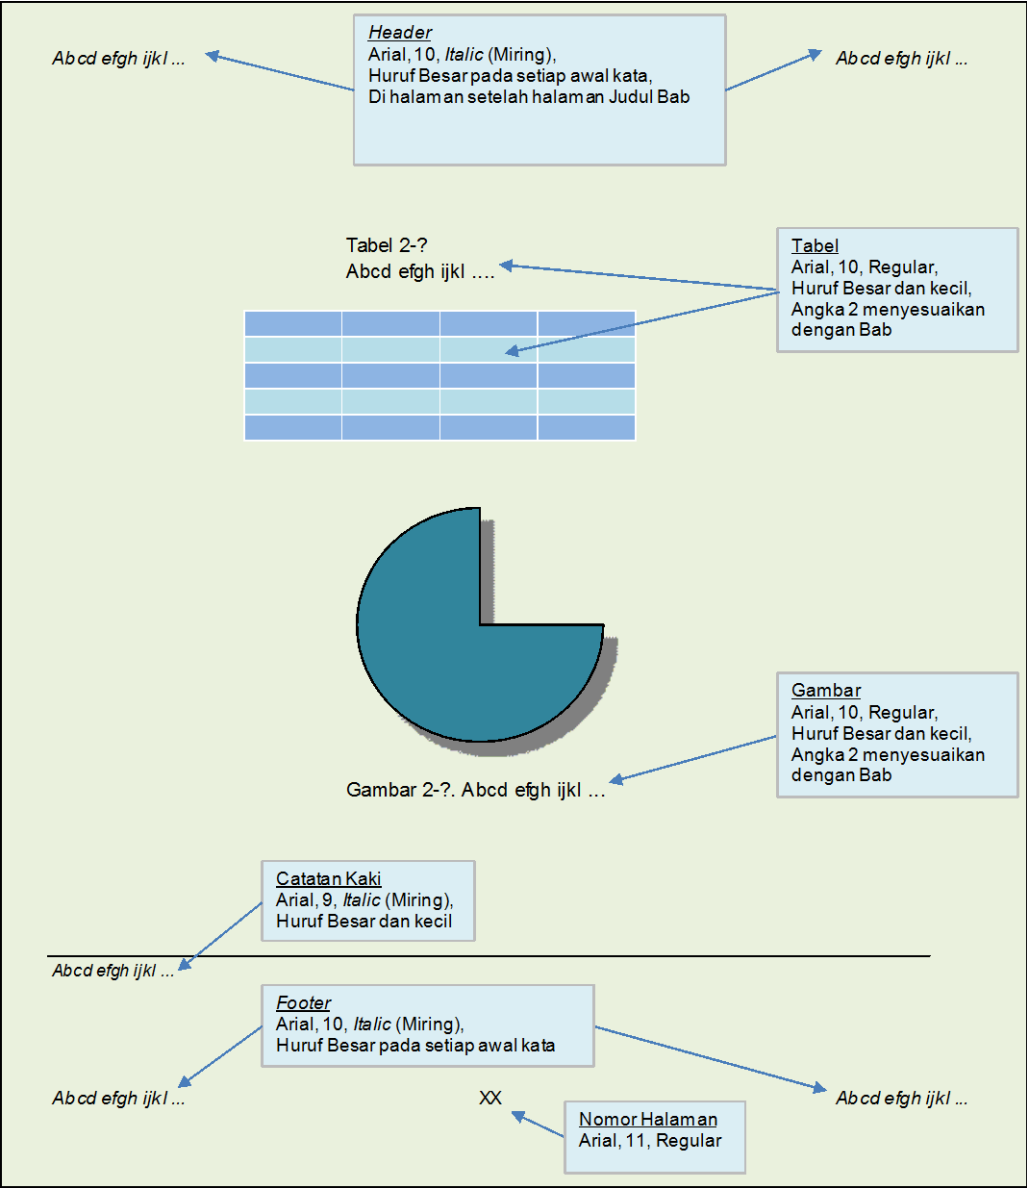 Header
Abcd efgh ijkl ...
Arial, 10, Italic (Miring),
Huruf Besar pada setiap awal kata,
Di halaman setelah halaman Judul Bab
Abcd efgh ijkl ...
Tabel 2-?
Abcd efgh ijkl ....
Tabel
Arial, 10, Regular,
Huruf Besar dan kecil,
Angka 2 menyesuaikan
dengan Bab
Gambar
Arial, 10, Regular,
Huruf Besar dan kecil,
Angka 2 menyesuaikan
dengan Bab
Gambar 2-?. Abcd efgh ijkl ...
Catatan Kaki
Arial, 9, Italic (Miring),
Huruf Besar dan kecil
Abcd efgh ijkl ...
Footer
Arial, 10, Italic (Miring),
Huruf Besar pada setiap awal kata
Abcd efgh ijkl ...
XX
Abcd efgh ijkl ...
Nomor Halaman
Arial, 11, Regular